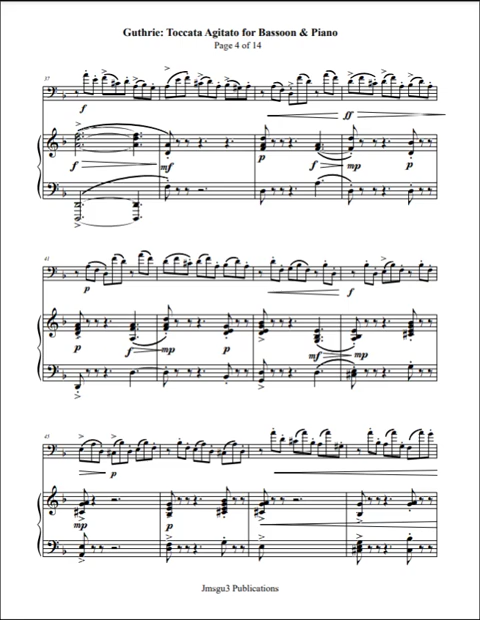 Guthrie: Toccata Agitato for Bassoon & Piano
Page 4 of 14
37
f
ff
f
mf
p
f
mp
p
41
p
f
f
mp
p
mf
mp
45
p
mp
p
Jmsgu3 Publications